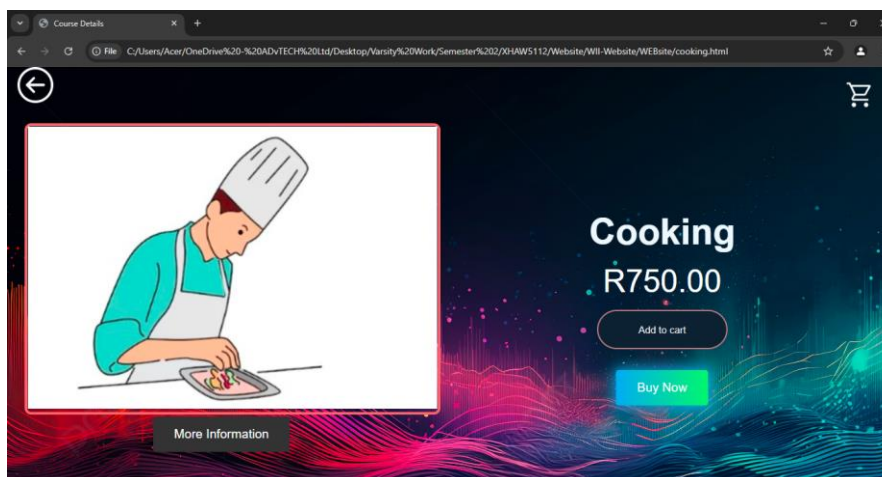 Course Details
File C:/Users/Acer/OneDrive%20-%20ADvTECH%20Ltd/Desktop/Varsity%20Work/Semester%202/XHAW5112/Website/WII-Website/WEBsite/cooking.html
Cooking
R750.00
Add to cart
Buy Now
More Information